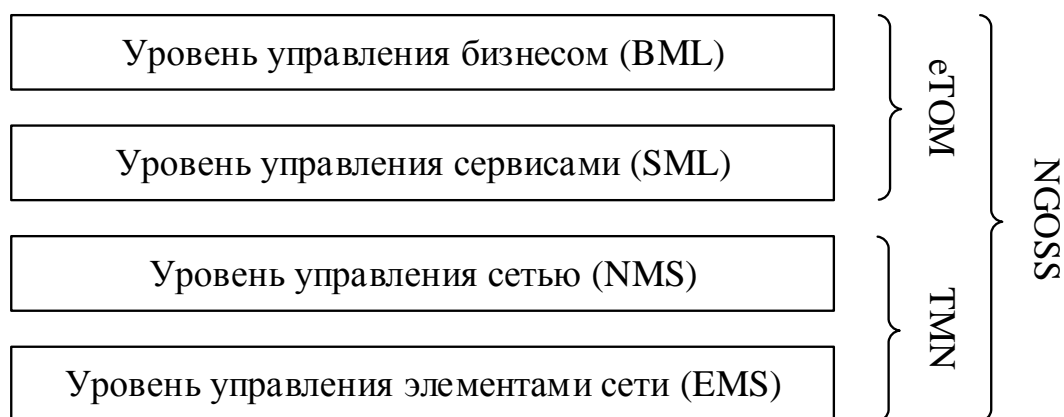 Уровень управления бизнесом (BML)
Уровень управления сервисами (SML)
Уровень управления сетью (NMS)
Уровень управления элементами сети (EMS)
eTOM
TMN
NGOSS